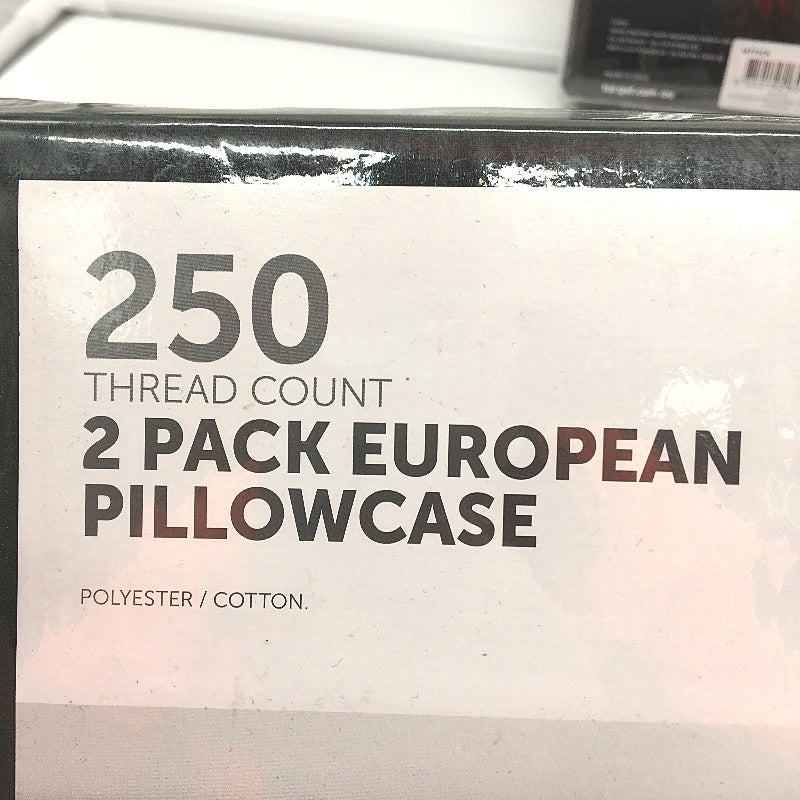 250
THREAD COUNT
2 PACK EUROPEAN
PILLOWCASE
POLYESTER / COTTON.